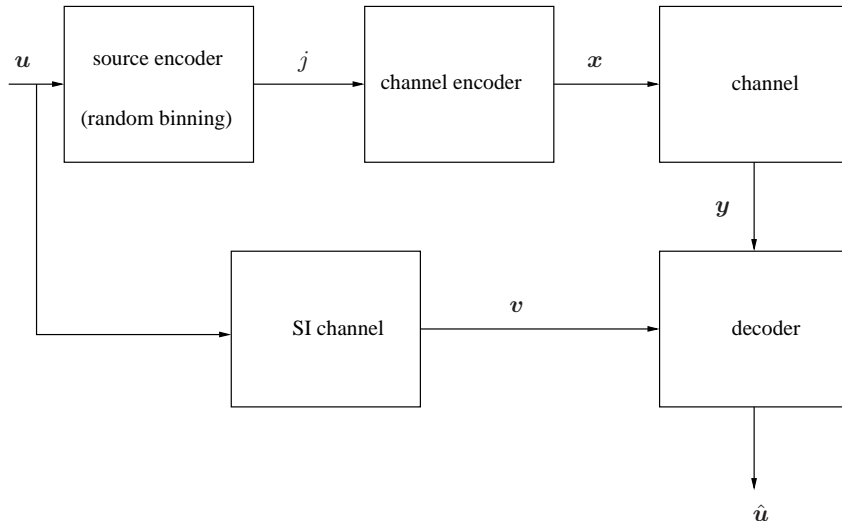 u
source encoder
(random binning)
j
channel encoder
x
channel
y
SI channel
v
decoder
û